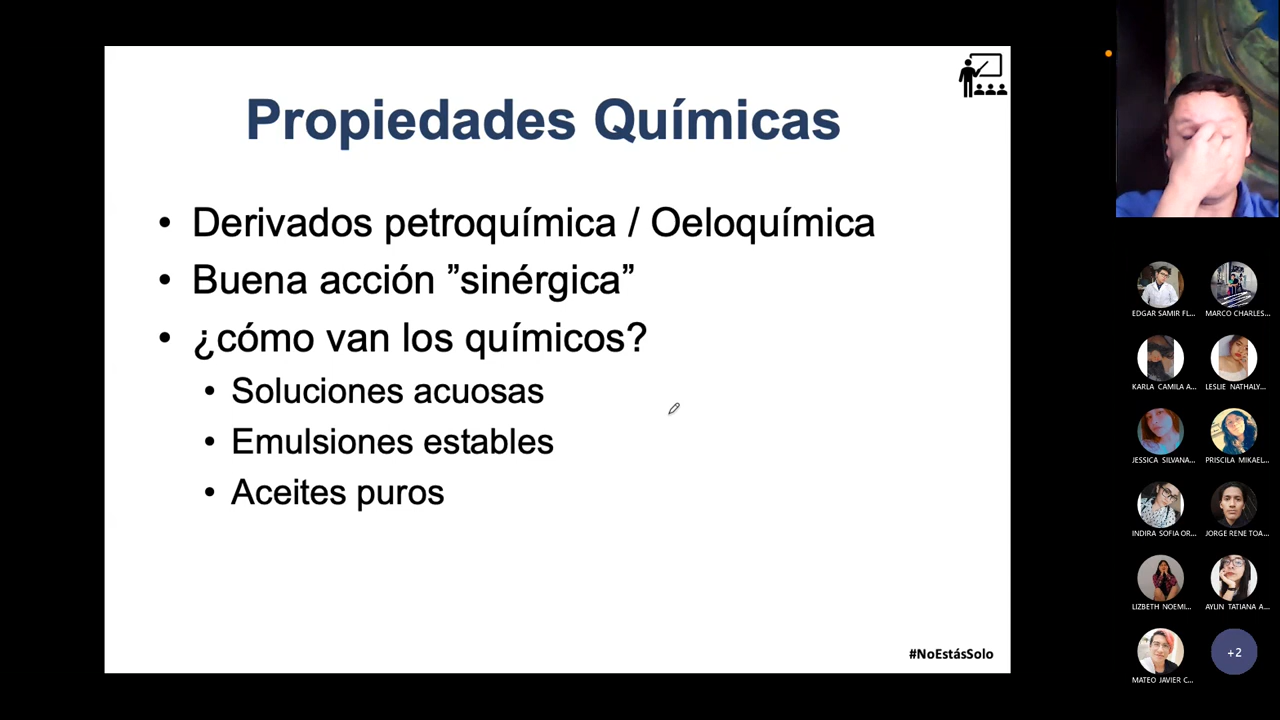 Propiedades Químicas
• Derivados petroquímica / Oeloquímica
• Buena acción ”sinérgica”
• ¿cómo van los químicos?
• Soluciones acuosas
• Emulsiones estables
• Aceites puros
#NoEstásSolo
EDGAR SAMIR FL...
MARCO CHARLES...
KARLA CAMILA A...
LESLIE NATHALY...
JESSICA SILVANA...
PRISCILA MIKAEL...
INDIRA SOFIA OR...
JORGE RENE TOA...
LIZBETH NOEMI...
AYLIN TATIANA A...
MATEO JAVIER C...
+2